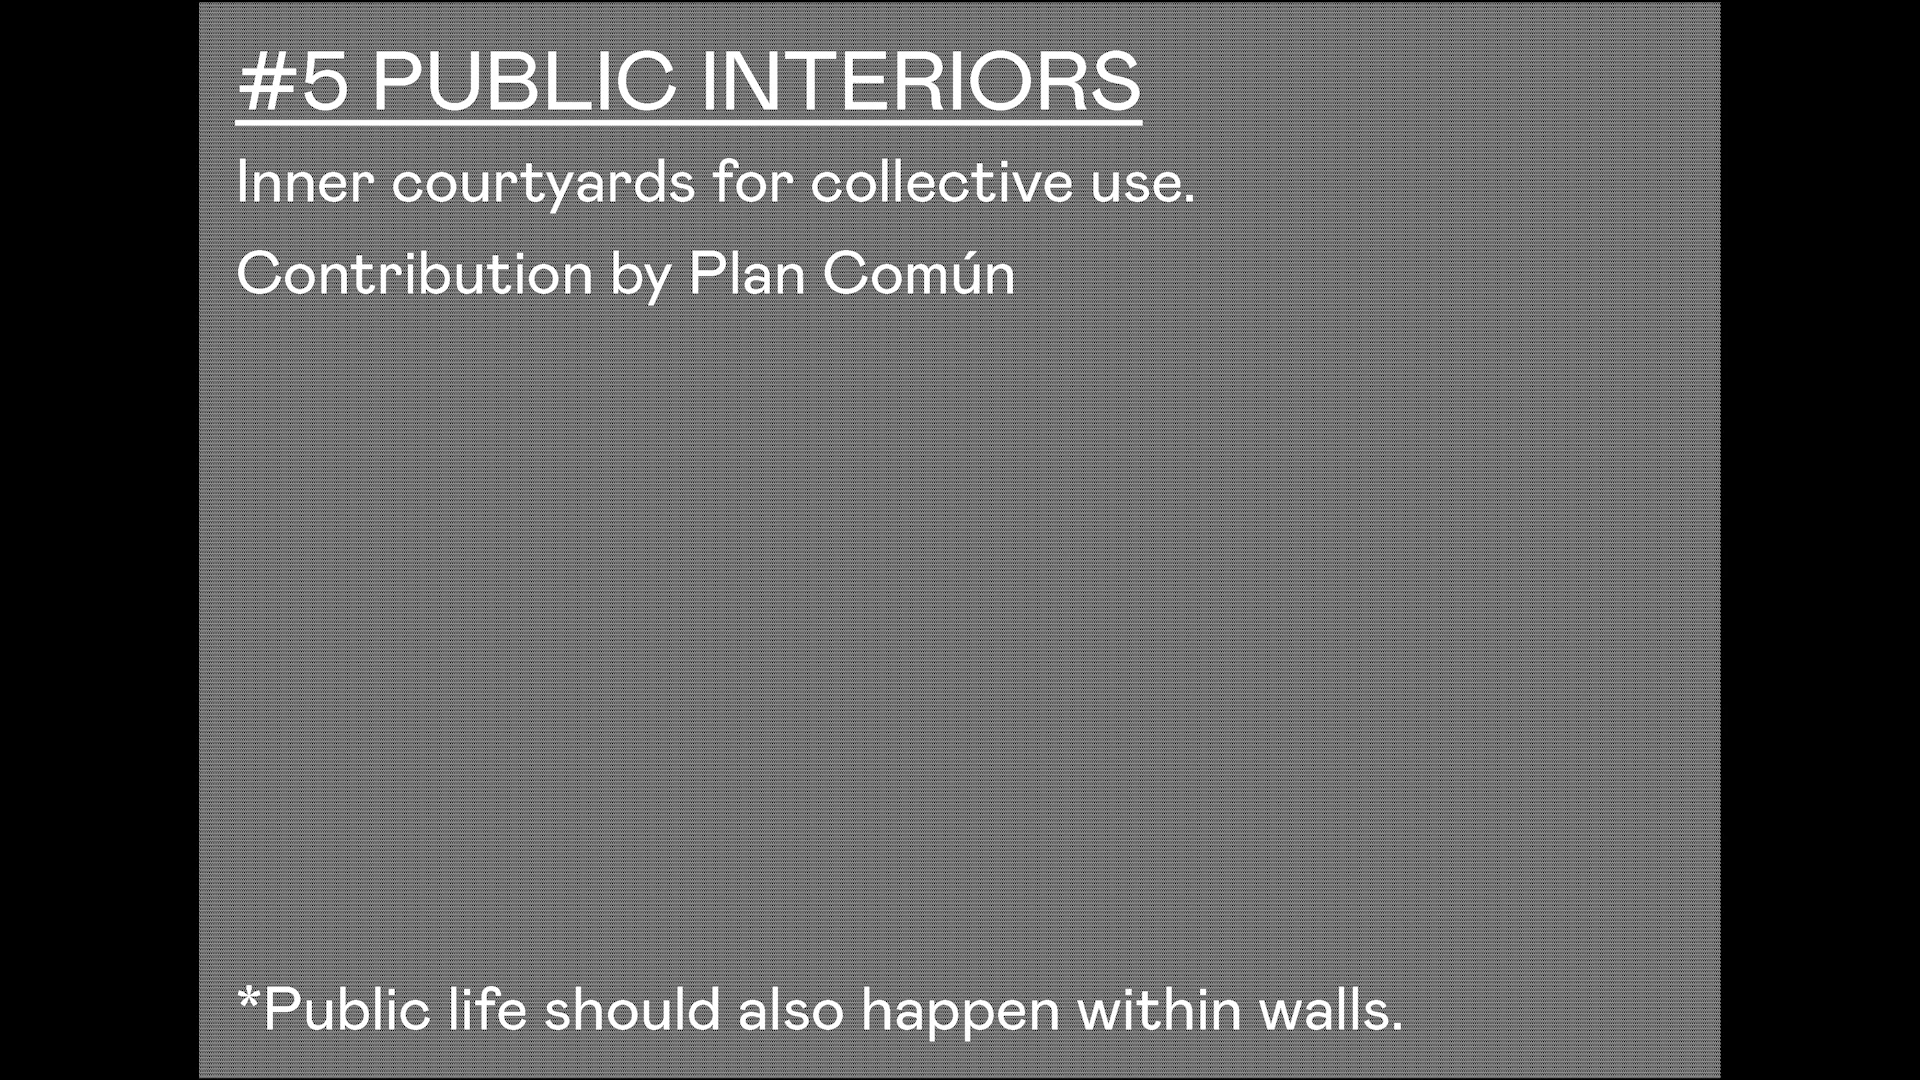 #5 PUBLIC INTERIORS
Inner courtyards for collective use.
Contribution by Plan Común
*Public life should also happen within walls.